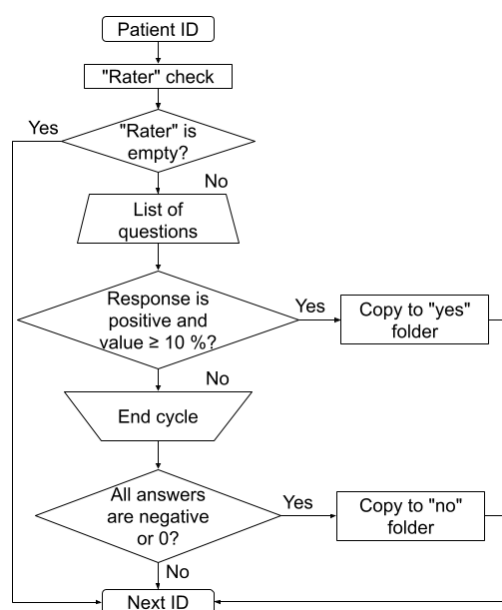 Patient ID
"Rater" check
Yes
"Rater" is
empty?
No
List of
questions
Response is
positive and
value ≥ 10 %?
Yes
Copy to "yes"
folder
No
End cycle
All answers
are negative
or 0?
Yes
Copy to "no"
folder
No
Next ID